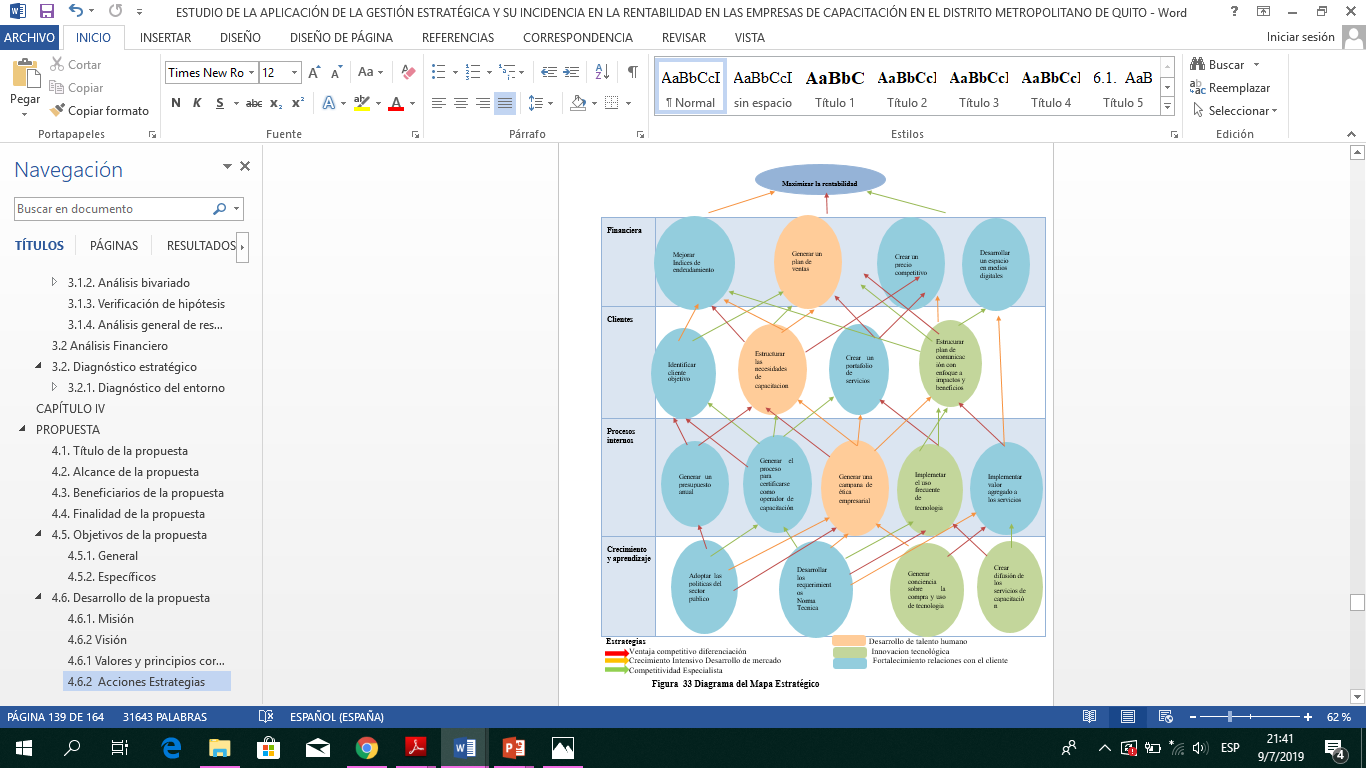 ESTUDIO DE LA APLICACIÓN DE LA GESTIÓN ESTRATÉGICA Y SU INCIDENCIA EN LA RENTABILIDAD EN LAS EMPRESAS DE CAPACITACIÓN EN EL DISTRITO METROPOLITANO DE QUITO - Word
ARCHIVO INICIO INSERTAR DISEÑO DISEÑO DE PÁGINA REFERENCIAS CORRESPONDENCIA REVISAR VISTA
Iniciar sesión
Pegar
Cortar
Copiar
Copiar formato
Portapapeles
Times New Ro 12
N K S abc x₂ x²
Fuente
Párrafo
AaBbCcI AaBbCcI AaBbC AaBbCcl AaBbCcl AaBbCcl 6.1. AaB
¶ Normal sin espacio Título 1 Título 2 Título 3 Título 4 Título 5
Estilos
Buscar
Reemplazar
Seleccionar
Edición
Navegación
Buscar en documento
TÍTULOS PÁGINAS RESULTADOS
3.1.2. Análisis bivariado
3.1.3. Verificación de hipótesis
3.1.4. Análisis general de res...
3.2 Análisis Financiero
3.2. Diagnóstico estratégico
3.2.1. Diagnóstico del entorno
CAPÍTULO IV
PROPUESTA
4.1. Título de la propuesta
4.2. Alcance de la propuesta
4.3. Beneficiarios de la propuesta
4.4. Finalidad de la propuesta
4.5. Objetivos de la propuesta
4.5.1. General
4.5.2. Específicos
4.6. Desarrollo de la propuesta
4.6.1. Misión
4.6.2 Visión
4.6.1 Valores y principios cor...
4.6.2 Acciones Estrategias
Maximizar la rentabilidad
Financiera
Mejorar
Indices de
endeudamiento
Generar un
plan de
ventas
Crear un
precio
competitivo
Desarrollar
un espacio
en medios
digitales
Clientes
Identificar
cliente
objetivo
Estructurar
las
necesidades
de
capacitacion
Crear un
portafolio
de
servicios
Estructurar
plan de
comunicac
ión con
enfoque a
impactos y
beneficios
Procesos
internos
Generar un
presupuesto
anual
Generar el
proceso
para
certificarse
como
operador de
capacitación
Generar una
campana de
ética
empresarial
Implemetar
el uso
frecuente
de
tecnologia
Implementar
valor
agregado a
los servicios
Crecimiento
y aprendizaje
Adoptar las
políticas del
sector
público
Desarrollar
los
requerimient
os
Norma
Tecnica
Generar
conciencia
sobre la
compra y uso
de tecnologia
Crear
difusión de
los
servicios de
capacitació
n
Estrategias
Ventaja competitivo diferenciación
Crecimiento Intensivo Desarrollo de mercado
Competitividad Especialista
Desarrollo de talento humano
Innovacion tecnológica
Fortalecimiento relaciones con el cliente
Figura 33 Diagrama del Mapa Estratégico
PÁGINA 139 DE 164 31643 PALABRAS ESPAÑOL (ESPAÑA) 62 %
ESP
21:41
9/7/2019
4